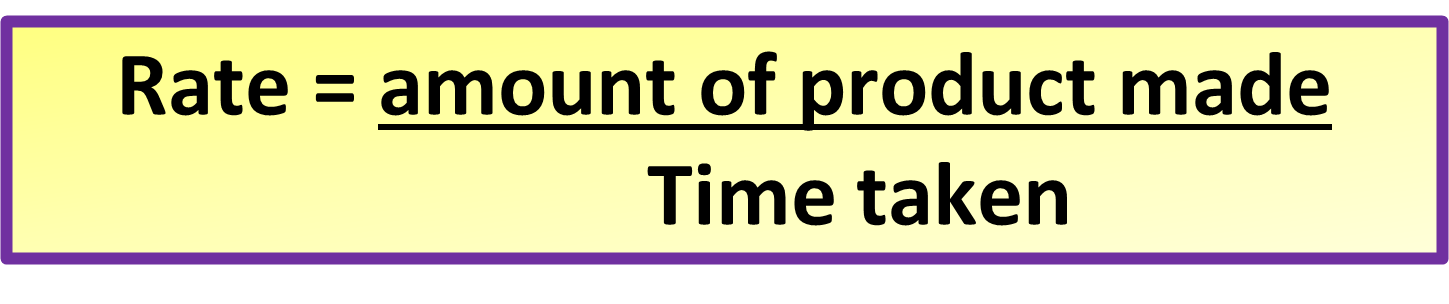 Rate = amount of product made
Time taken